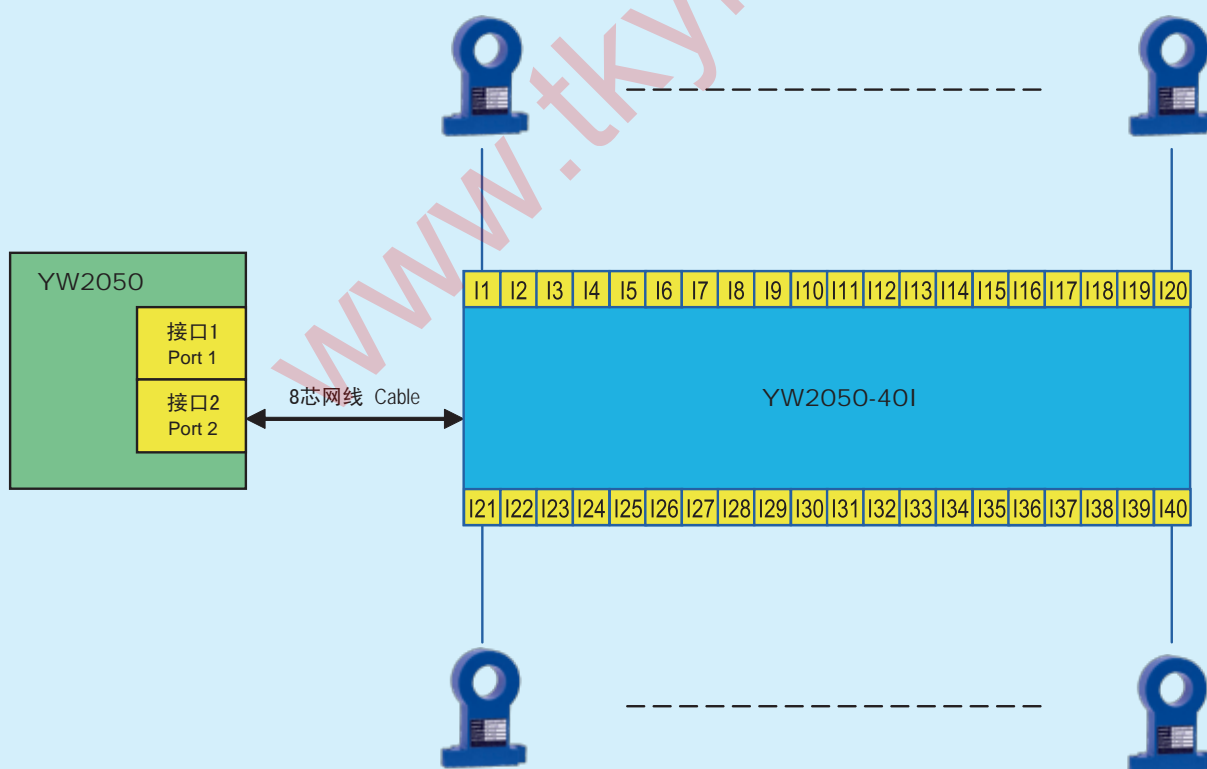 www.tky
YW2050
接口1
Port 1
接口2
Port 2
8芯网线 Cable
I1 I2 I3 I4 I5 I6 I7 I8 I9 I10 I11 I12 I13 I14 I15 I16 I17 I18 I19 I20
YW2050-40I
I21 I22 I23 I24 I25 I26 I27 I28 I29 I30 I31 I32 I33 I34 I35 I36 I37 I38 I39 I40